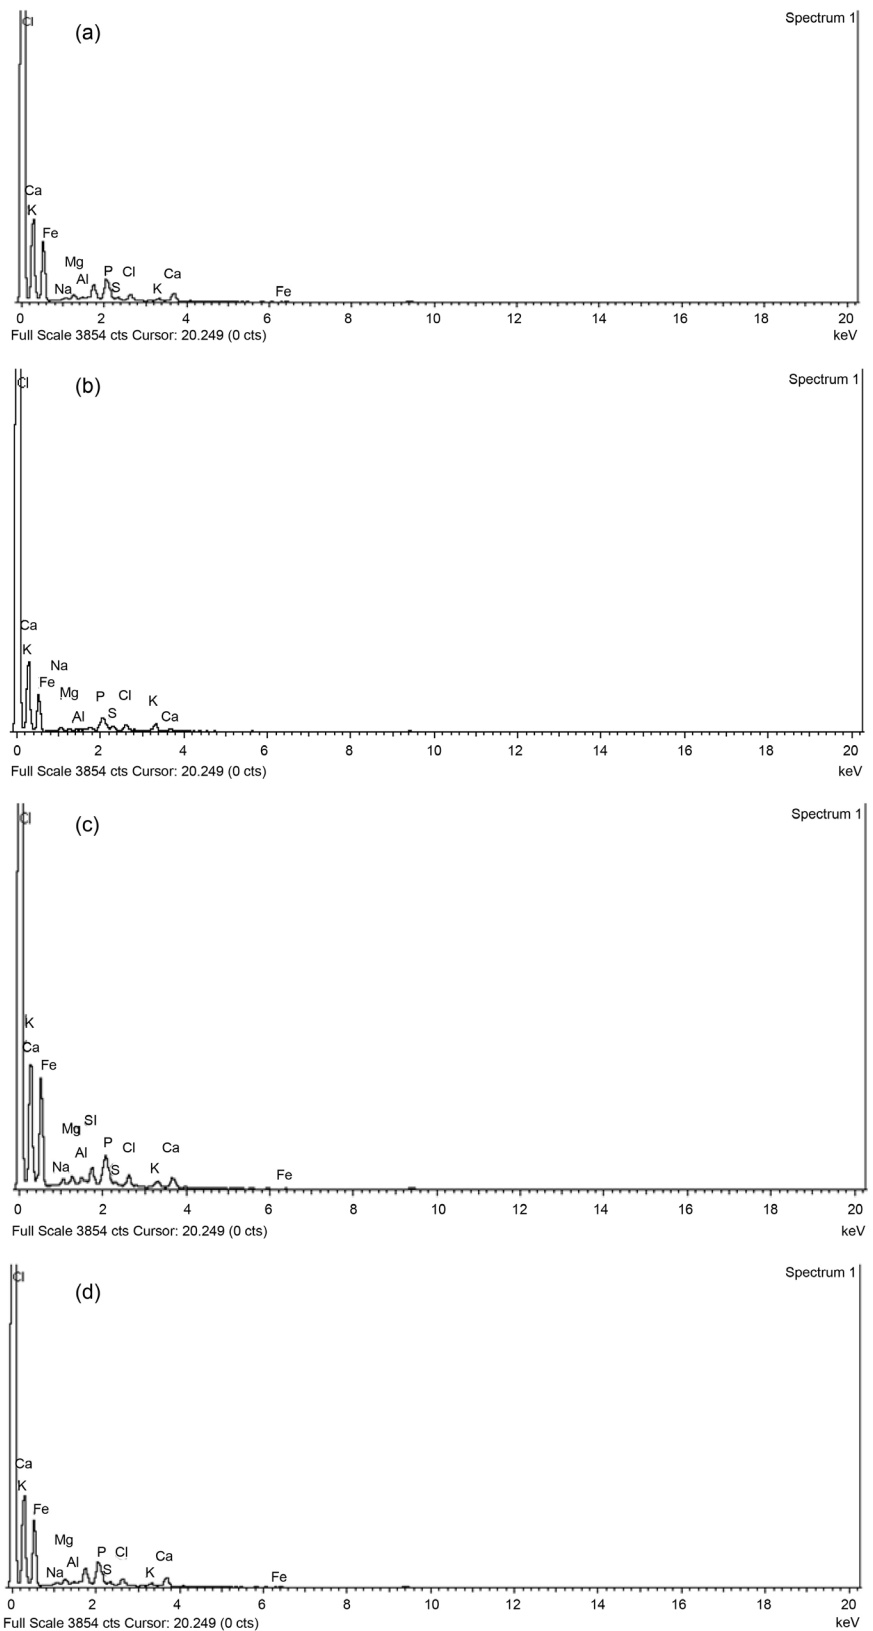 Cl (a) Spectrum 1
Ca
K
Fe
Mg
Na Al P S Cl K Ca Fe
0 2 4 6 8 10 12 14 16 18 20
Full Scale 3854 cts Cursor: 20.249 (0 cts) keV
Cl (b) Spectrum 1
Ca
K
Na
Fe
Mg
Al P S Cl K Ca
0 2 4 6 8 10 12 14 16 18 20
Full Scale 3854 cts Cursor: 20.249 (0 cts) keV
Cl (c) Spectrum 1
K
Ca
Fe
Mg SI
Na Al P S Cl K Ca Fe
0 2 4 6 8 10 12 14 16 18 20
Full Scale 3854 cts Cursor: 20.249 (0 cts) keV
Cl (d) Spectrum 1
Ca
K
Fe
Mg
Na Al P S Cl K Ca Fe
0 2 4 6 8 10 12 14 16 18 20
Full Scale 3854 cts Cursor: 20.249 (0 cts) keV